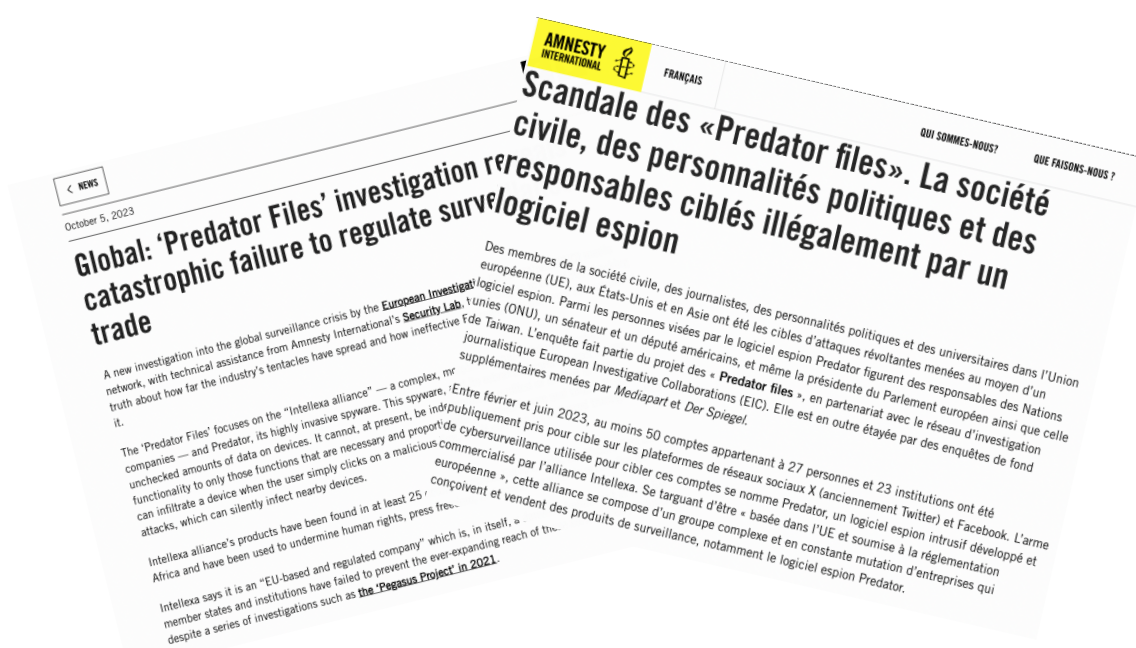 < NEWS
October 5, 2023
Global: ‘Predator Files’ investigation re
catastrophic failure to regulate surve
trade
A new investigation into the global surveillance crisis by the European Investigat
network, with technical assistance from Amnesty International's Security Lab,
truth about how far the industry's tentacles have spread and how ineffective
it.
The ‘Predator Files’ focuses on the “Intellexa alliance” — a complex,
companies — and Predator, its highly invasive spyware. This spyware,
unchecked amounts of data on devices. It cannot, at present, be
functionality to only those functions that are necessary and
can infiltrate a device when the user simply clicks on a malicious
attacks, which can silently infect nearby devices.
Intellexa alliance's products have been found in at least 25
Africa and have been used to undermine human rights, press
Intellexa says it is an “EU-based and regulated company” which is, in itself,
member states and institutions have failed to prevent the ever-expanding reach of
despite a series of investigations such as the ‘Pegasus Project’ in 2021.
AMNESTY
INTERNATIONAL
FRANÇAIS
QUI SOMMES-NOUS?
QUE FAISONS-NOUS ?
Scandale des «Predator files». La société
civile, des personnalités politiques et des
responsables ciblés illégalement par un
logiciel espion
Des membres de la société civile, des journalistes, des personnalités politiques et des universitaires dans l'Union
européenne (UE), aux États-Unis et en Asie ont été les cibles d'attaques révoltantes menées au moyen d'un
logiciel espion. Parmi les personnes visées par le logiciel espion Predator figurent des responsables des Nations
unies (ONU), un sénateur et un député américains, et même la présidente du Parlement européen ainsi que celle
de Taiwan. L'enquête fait partie du projet des « Predator files », en partenariat avec le réseau d'investigation
journalistique European Investigative Collaborations (EIC). Elle est en outre étayée par des enquêtes de fond
supplémentaires menées par Mediapart et Der Spiegel.
Entre février et juin 2023, au moins 50 comptes appartenant à 27 personnes et 23 institutions ont été
publiquement pris pour cible sur les plateformes de réseaux sociaux X (anciennement Twitter) et Facebook. L'arme
de cybersurveillance utilisée pour cibler ces comptes se nomme Predator, un logiciel espion intrusif développé et
commercialisé par l'alliance Intellexa. Se targuant d'être « basée dans l'UE et soumise à la réglementation
européenne », cette alliance se compose d'un groupe complexe et en constante mutation d'entreprises qui
conçoivent et vendent des produits de surveillance, notamment le logiciel espion Predator.